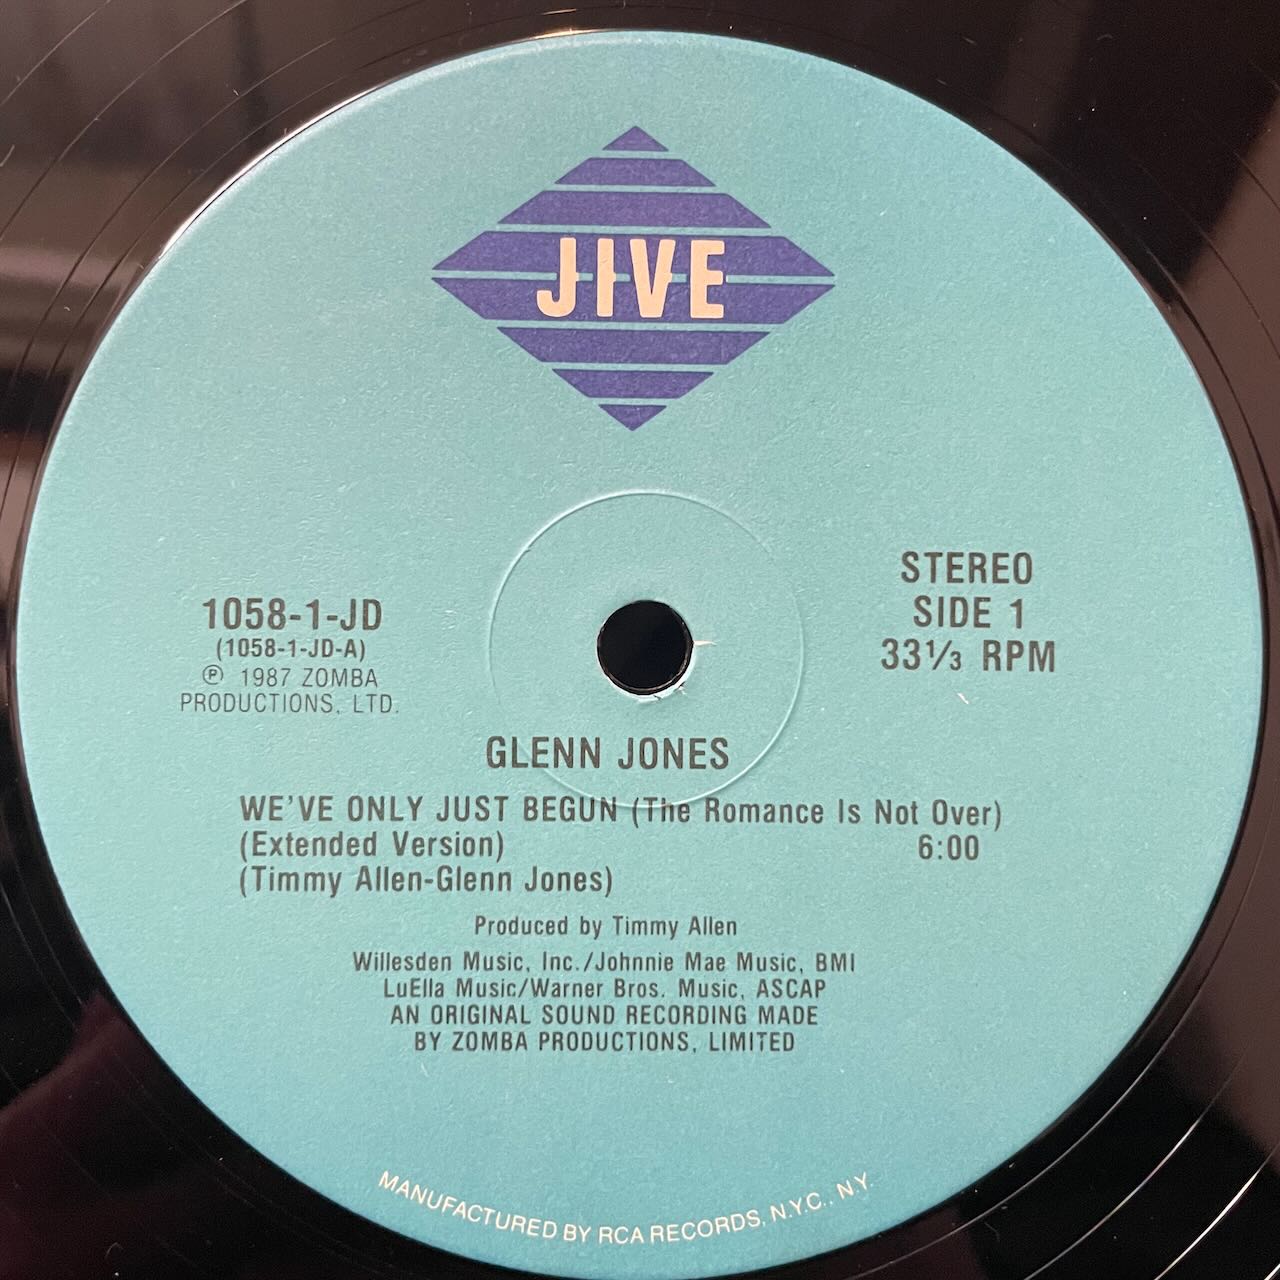 JIVE
STEREO
SIDE 1
33⅓ RPM
1058-1-JD
(1058-1-JD-A)
℗ 1987 ZOMBA
PRODUCTIONS, LTD.
GLENN JONES
WE'VE ONLY JUST BEGUN (The Romance Is Not Over)
(Extended Version) 6:00
(Timmy Allen-Glenn Jones)
Produced by Timmy Allen
Willesden Music, Inc./Johnnie Mae Music, BMI
LuElla Music/Warner Bros. Music, ASCAP
AN ORIGINAL SOUND RECORDING MADE
BY ZOMBA PRODUCTIONS, LIMITED
MANUFACTURED BY RCA RECORDS, N.Y.C., N.Y.